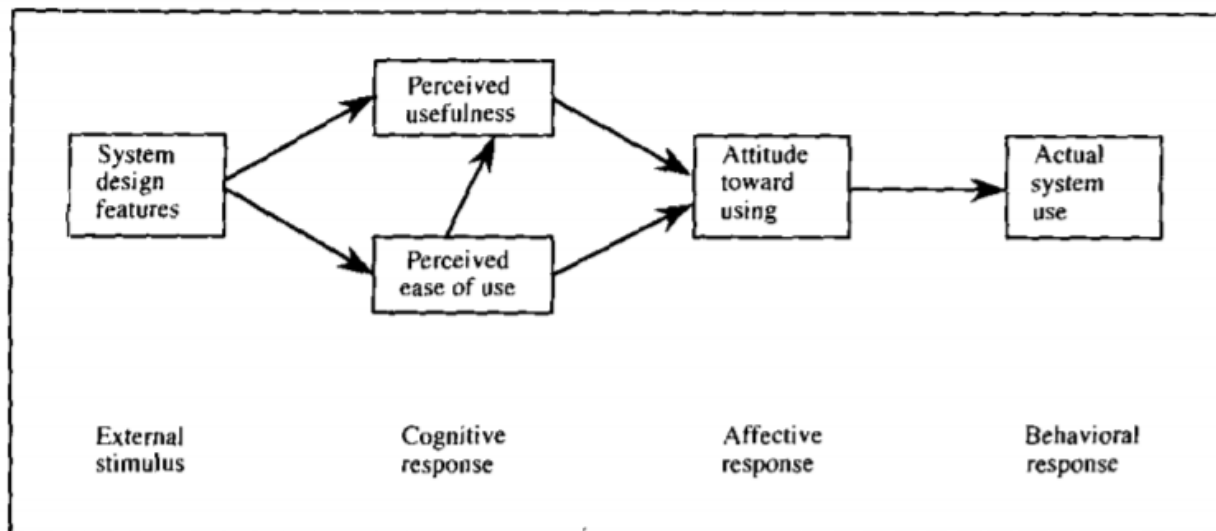 Perceived
usefulness
System
design
features
Attitude
toward
using
Actual
system
use
Perceived
ease of use
External
stimulus
Cognitive
response
Affective
response
Behavioral
response